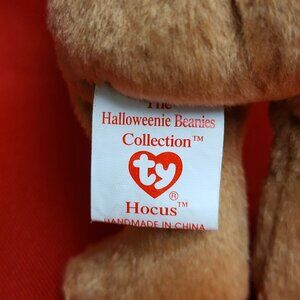 The
Halloweenie Beanies
Collection™
ty
®
Hocus™
HANDMADE IN CHINA